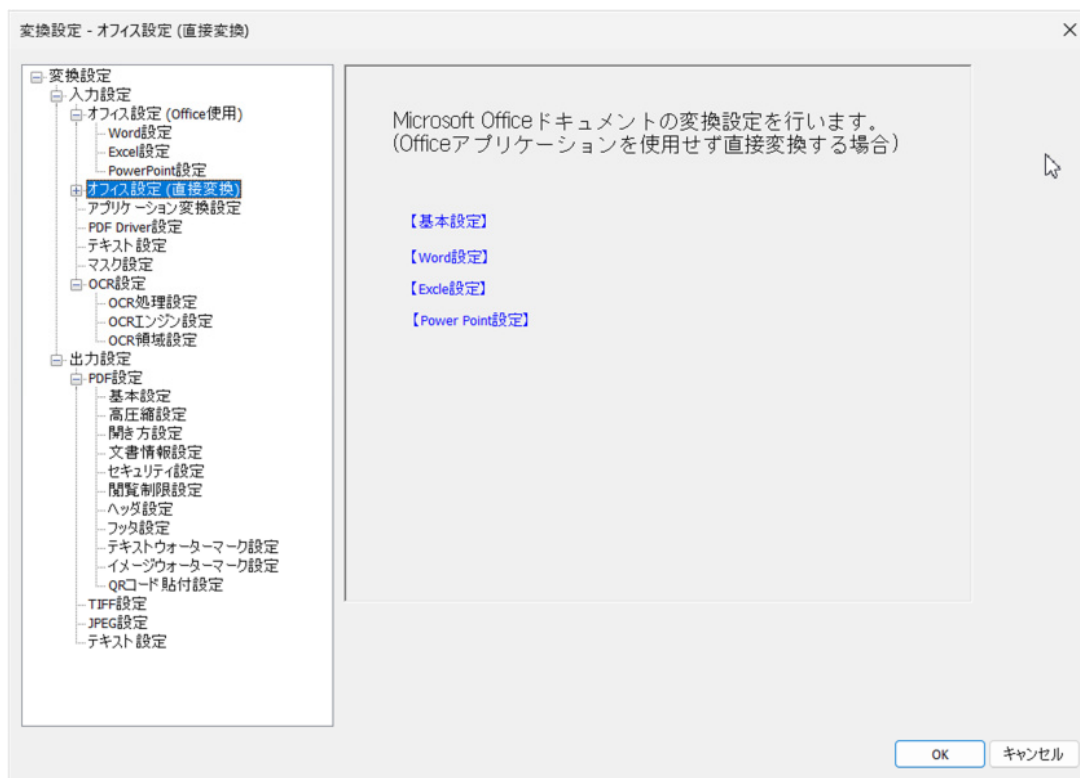 変換設定 - オフィス設定 (直接変換)
変換設定
入力設定
オフィス設定 (Office使用)
Word設定
Excel設定
PowerPoint設定
オフィス設定 (直接変換)
アプリケーション変換設定
PDF Driver設定
テキスト設定
マスク設定
OCR設定
OCR処理設定
OCRエンジン設定
OCR領域設定
出力設定
PDF設定
基本設定
高圧縮設定
開き方設定
文書情報設定
セキュリティ設定
閲覧制限設定
ヘッダ設定
フッタ設定
テキストウォーターマーク設定
イメージウォーターマーク設定
QRコード貼付設定
TIFF設定
JPEG設定
テキスト設定
Microsoft Officeドキュメントの変換設定を行います。
(Officeアプリケーションを使用せず直接変換する場合)
【基本設定】
【Word設定】
【Excle設定】
【Power Point設定】
OK
キャンセル